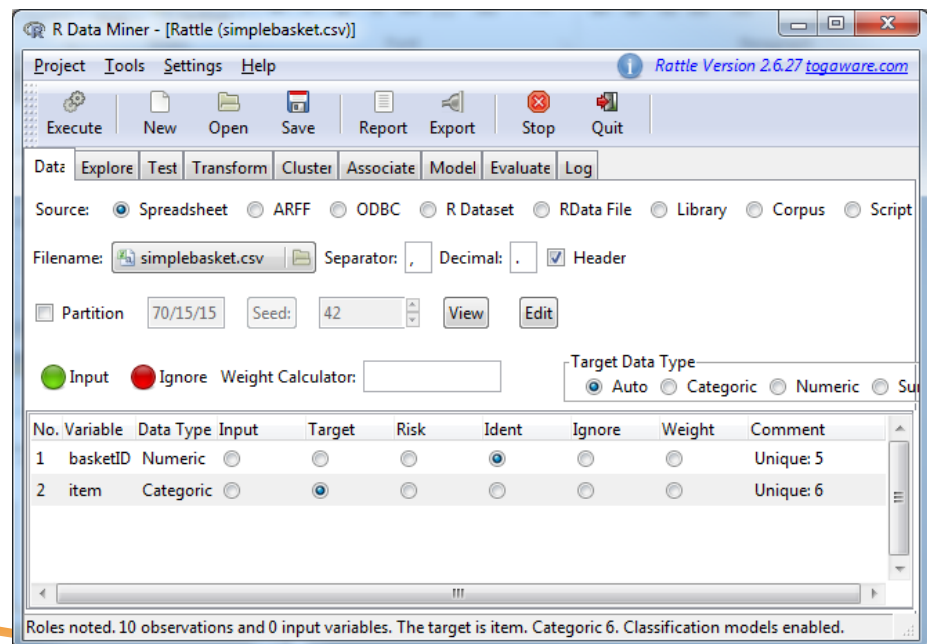 R Data Miner - [Rattle (simplebasket.csv)]
Project Tools Settings Help Rattle Version 2.6.27 togaware.com
Execute New Open Save Report Export Stop Quit
Data Explore Test Transform Cluster Associate Model Evaluate Log
Source: Spreadsheet ARFF ODBC R Dataset RData File Library Corpus Script
Filename: simplebasket.csv Separator: , Decimal: . Header
Partition 70/15/15 Seed: 42 View Edit
Target Data Type
Input Ignore Weight Calculator: Auto Categoric Numeric Su
No. Variable Data Type Input Target Risk Ident Ignore Weight Comment
1 basketID Numeric Unique: 5
2 item Categoric Unique: 6
Roles noted. 10 observations and 0 input variables. The target is item. Categoric 6. Classification models enabled.